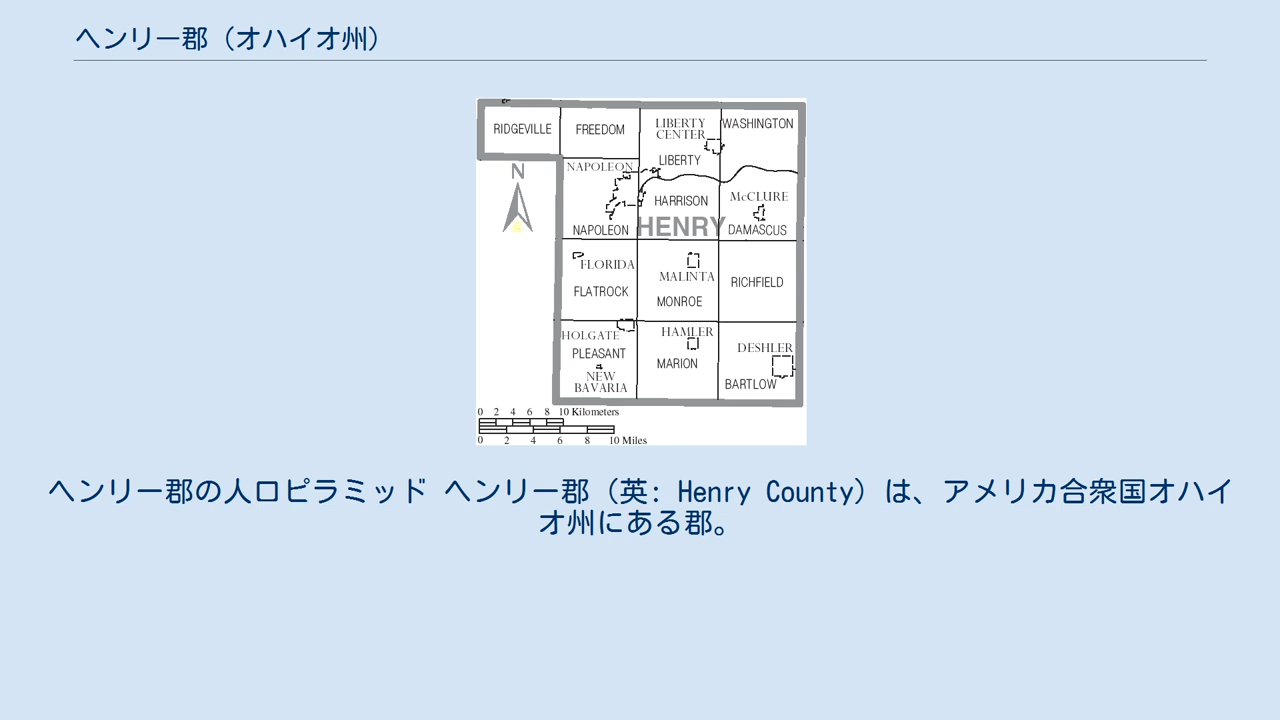 ヘンリー郡（オハイオ州）
RIDGEVILLE
FREEDOM
LIBERTY
CENTER
WASHINGTON
NAPOLEON
LIBERTY
N
HARRISON
McCLURE
HENRY
NAPOLEON
DAMASCUS
FLORIDA
MALINTA
RICHFIELD
FLATROCK
MONROE
HOLGATE
HAMLER
PLEASANT
DESHLER
MARION
NEW
BAVARIA
BARTLOW
0 2 4 6 8 10 Kilometers
0 2 4 6 8 10 Miles
ヘンリー郡の人口ピラミッド ヘンリー郡（英: Henry County）は、アメリカ合衆国オハイ
オ州にある郡。